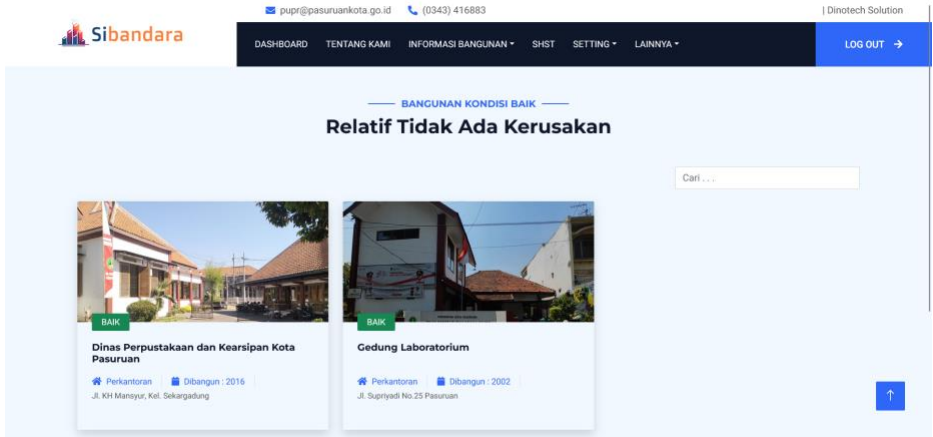 pupr@pasuruankota.go.id (0343) 416883 | Dinotech Solution
Sibandara
DASHBOARD TENTANG KAMI INFORMASI BANGUNAN SHST SETTING LAINNYA LOG OUT →
BANGUNAN KONDISI BAIK
Relatif Tidak Ada Kerusakan
Cari . . .
BAIK
Dinas Perpustakaan dan Kearsipan Kota
Pasuruan
Perkantoran Dibangun : 2016
Jl. KH Mansyur, Kel. Sekargadung
BAIK
Gedung Laboratorium
Perkantoran Dibangun : 2002
Jl. Supriyadi No.25 Pasuruan